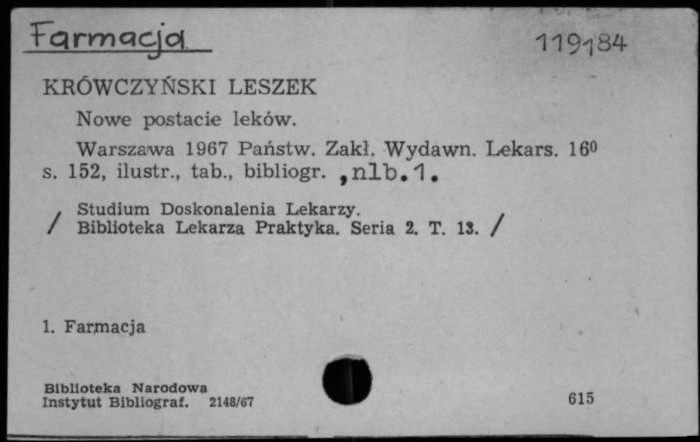 Farmacja
119184
KRÓWCZYŃSKI LESZEK
Nowe postacie leków.
Warszawa 1967 Państw. Zakł. Wydawn. Lekars. 16⁰
s. 152, ilustr., tab., bibliogr. , nlb. 1.
/ Studium Doskonalenia Lekarzy.
Biblioteka Lekarza Praktyka. Seria 2. T. 13. /
1. Farmacja
Biblioteka Narodowa
Instytut Bibliograf. 2148/67
615